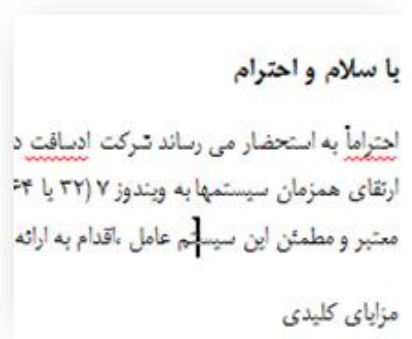 با سلام و احترام
احتراماً به استحضار می رساند شرکت ادسافت د
ارتقای همزمان سیستمها به ویندوز ۷ (۳۲ یا ۶۴
معتبر و مطمئن این سیستم عامل ،اقدام به ارائه
مزایای کلیدی